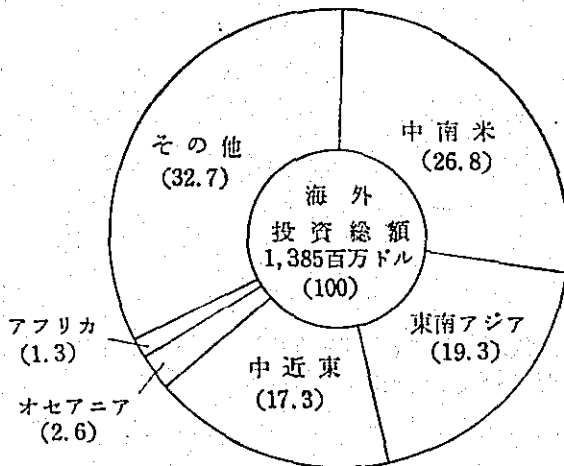 その他
(32.7)
中南米
(26.8)
海外
投資総額
1,385百万ドル
(100)
東南アジア
(19.3)
中近東
(17.3)
アフリカ
(1.3)
オセアニア
(2.6)